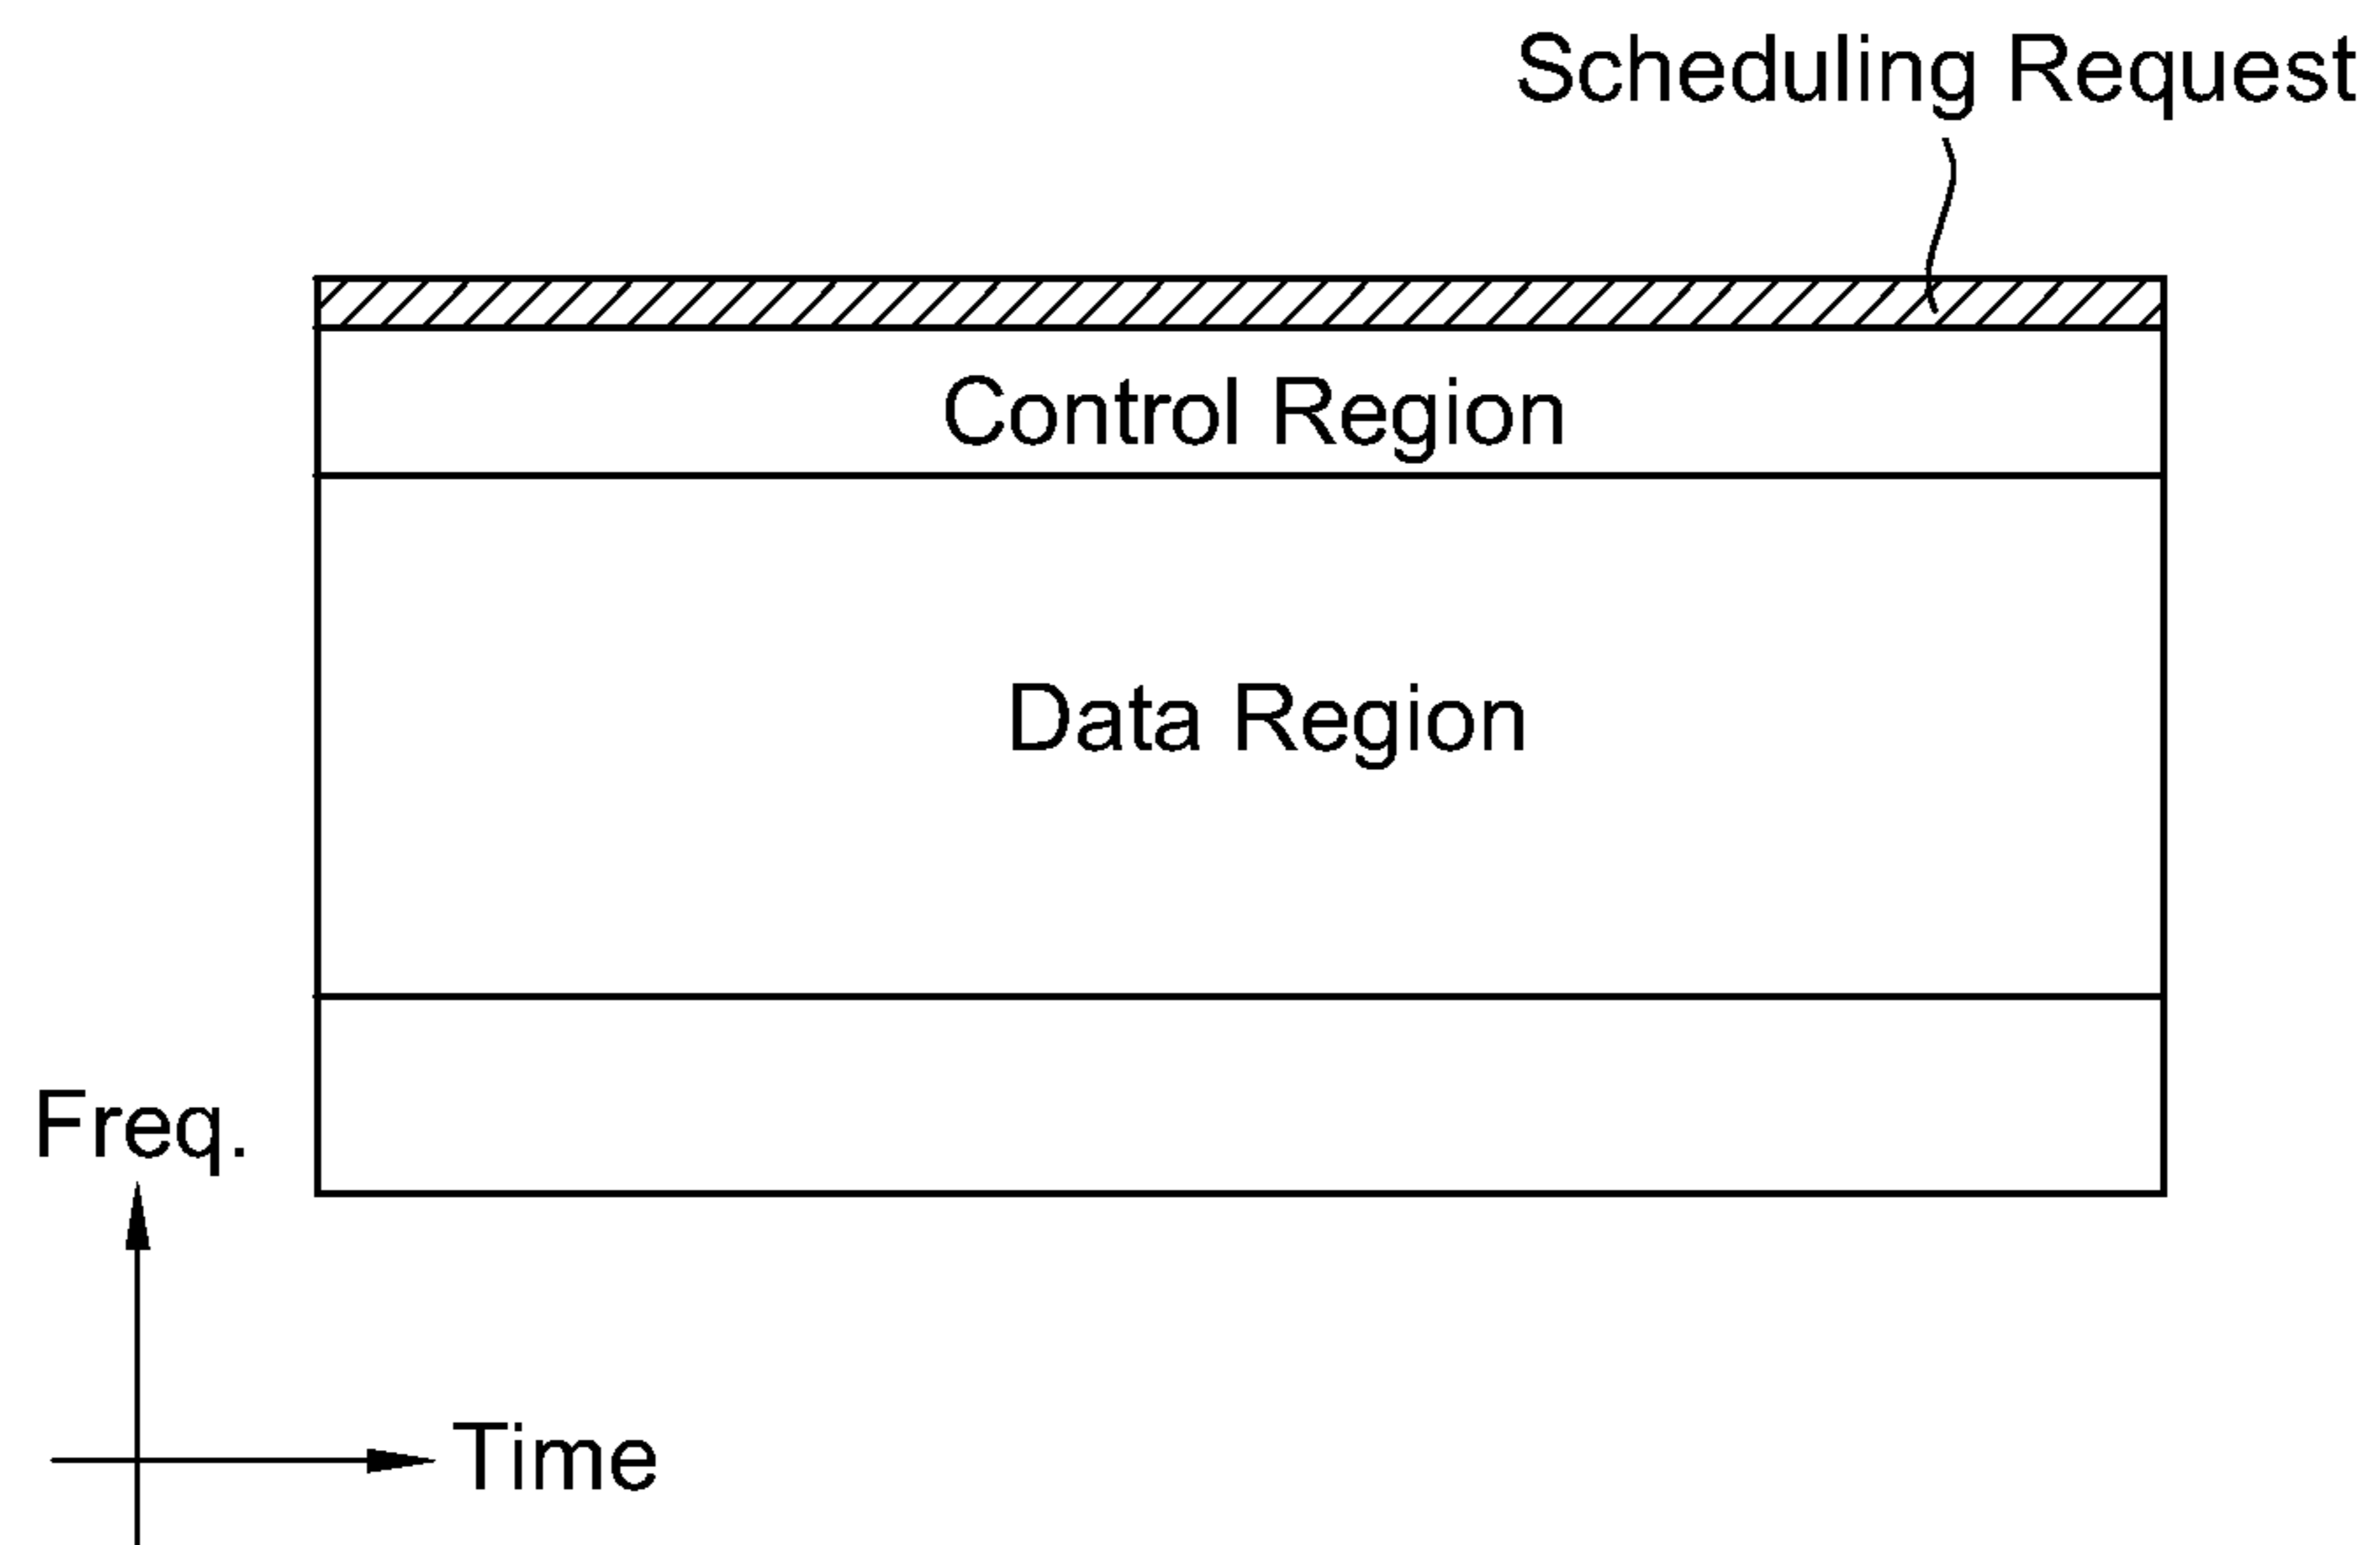 Scheduling Request
Control Region
Data Region
Freq.
Time